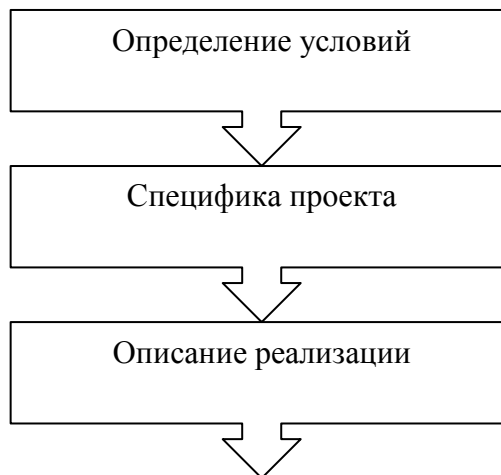 Определение условий
Специфика проекта
Описание реализации